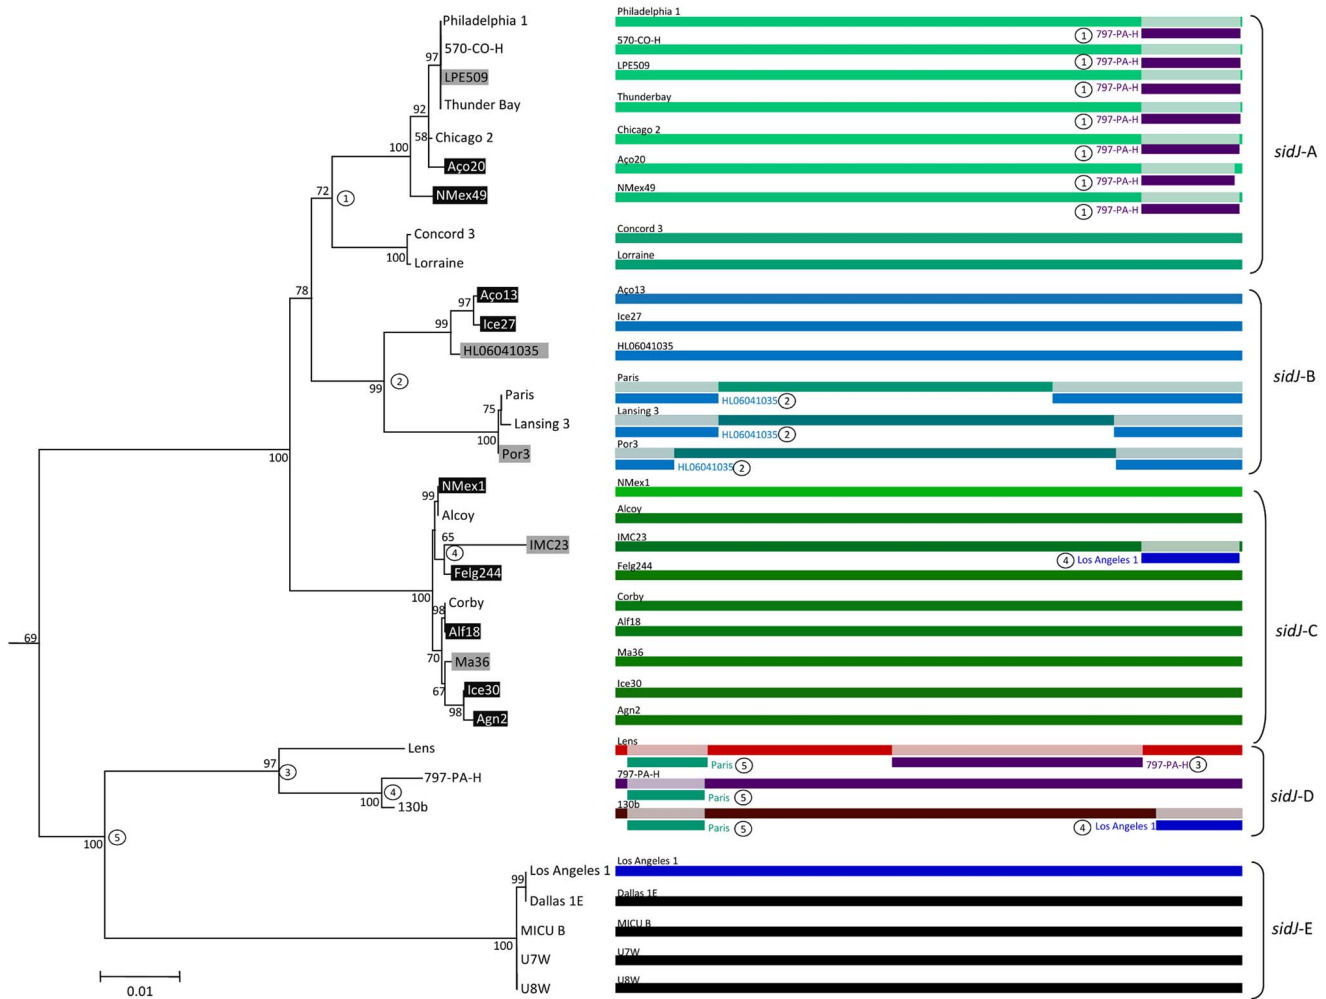 Philadelphia 1
570-CO-H
97
LPE509
Thunder Bay
92
58
Chicago 2
100
Aço20
NMex49
72
1
Concord 3
100
Lorraine
78
Aço13
97
Ice27
99
HL06041035
2
99
Paris
75
Lansing 3
100
Por3
100
NMex1
99
Alcoy
65
IMC23
4
Felg244
100
98
Corby
Alf18
70
Ma36
67
Ice30
98
Agn2
69
Lens
97
3
797-PA-H
4
100
130b
100
5
Los Angeles 1
99
Dallas 1E
MICU B
100
U7W
U8W
0.01
Philadelphia 1
1 797-PA-H
570-CO-H
1 797-PA-H
LPE509
1 797-PA-H
Thunderbay
1 797-PA-H
Chicago 2
1 797-PA-H
Aço20
1 797-PA-H
NMex49
1 797-PA-H
Concord 3
Lorraine
sidJ-A
Aço13
Ice27
HL06041035
Paris
HL06041035 2
Lansing 3
HL06041035 2
Por3
HL06041035 2
sidJ-B
NMex1
Alcoy
IMC23
4 Los Angeles 1
Felg244
Corby
Alf18
Ma36
Ice30
Agn2
sidJ-C
Lens
Paris 5 797-PA-H 3
797-PA-H
Paris 5
130b
Paris 5 4 Los Angeles 1
sidJ-D
Los Angeles 1
Dallas 1E
MICU B
U7W
U8W
sidJ-E